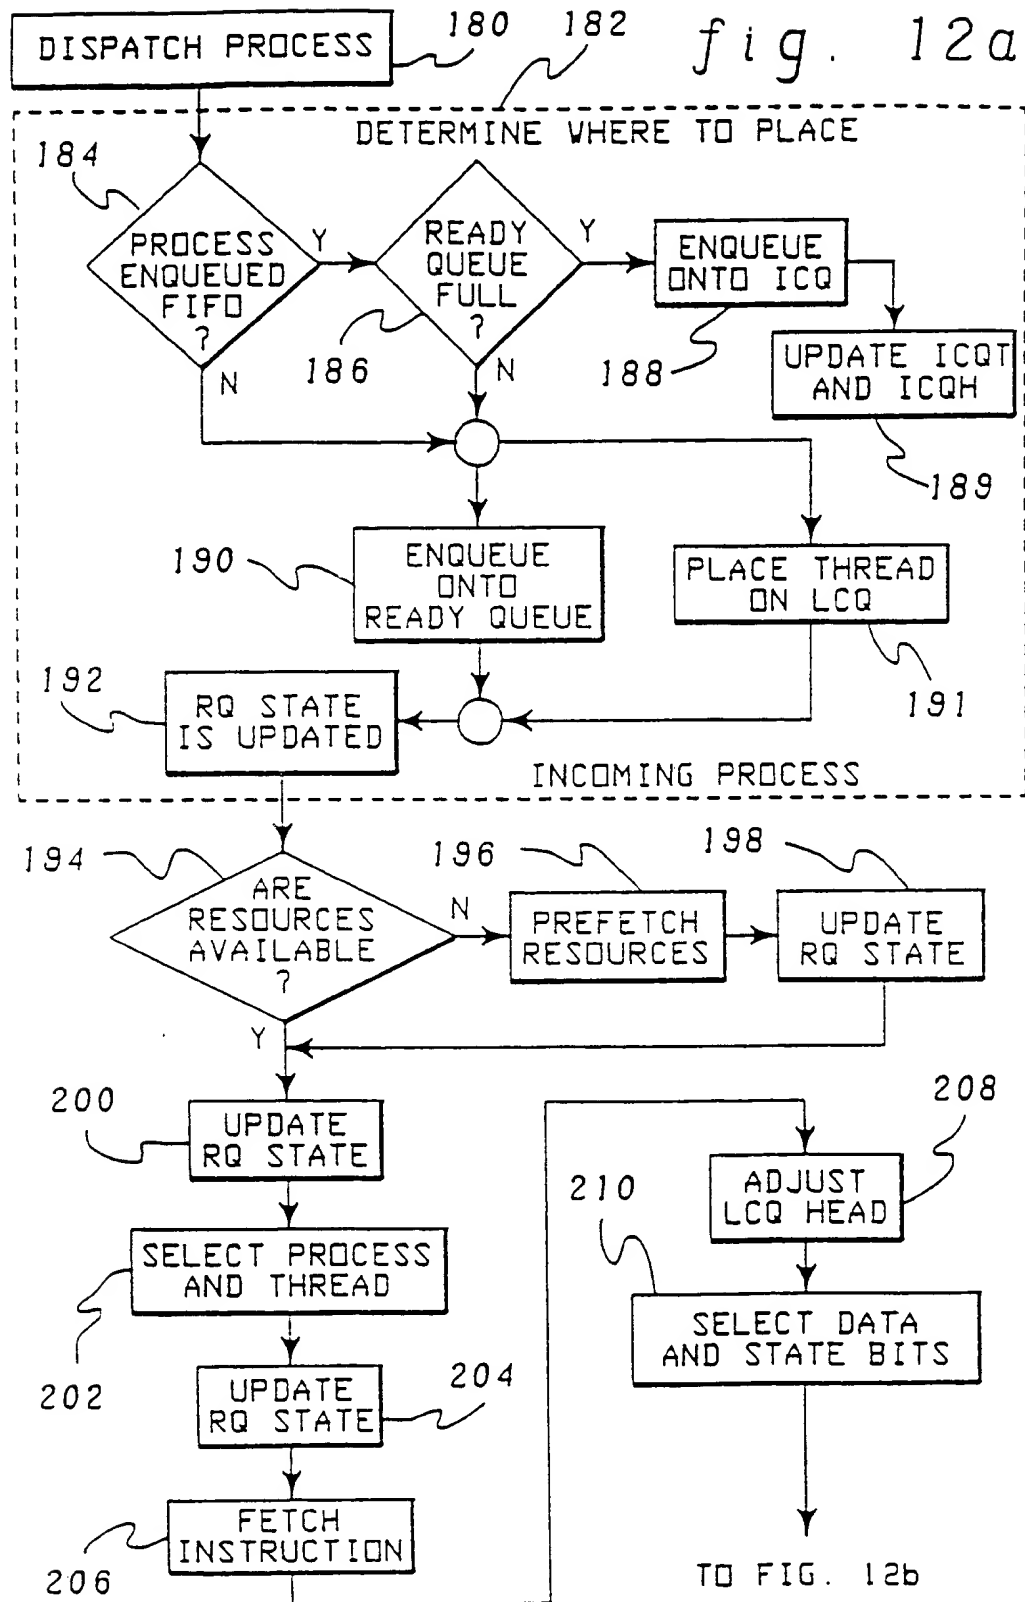 fig. 12a
DISPATCH PROCESS
180
182
DETERMINE WHERE TO PLACE
184
PROCESS
ENQUEUED
FIFO
?
Y
N
READY
QUEUE
FULL
?
186
Y
N
ENQUEUE
ONTO ICQ
188
UPDATE ICQT
AND ICQH
189
190
ENQUEUE
ONTO
READY QUEUE
PLACE THREAD
ON LCQ
191
192
RQ STATE
IS UPDATED
INCOMING PROCESS
194
ARE
RESOURCES
AVAILABLE
?
N
Y
196
PREFETCH
RESOURCES
198
UPDATE
RQ STATE
200
UPDATE
RQ STATE
SELECT PROCESS
AND THREAD
202
UPDATE
RQ STATE
204
FETCH
INSTRUCTION
206
208
ADJUST
LCQ HEAD
210
SELECT DATA
AND STATE BITS
TO FIG. 12b